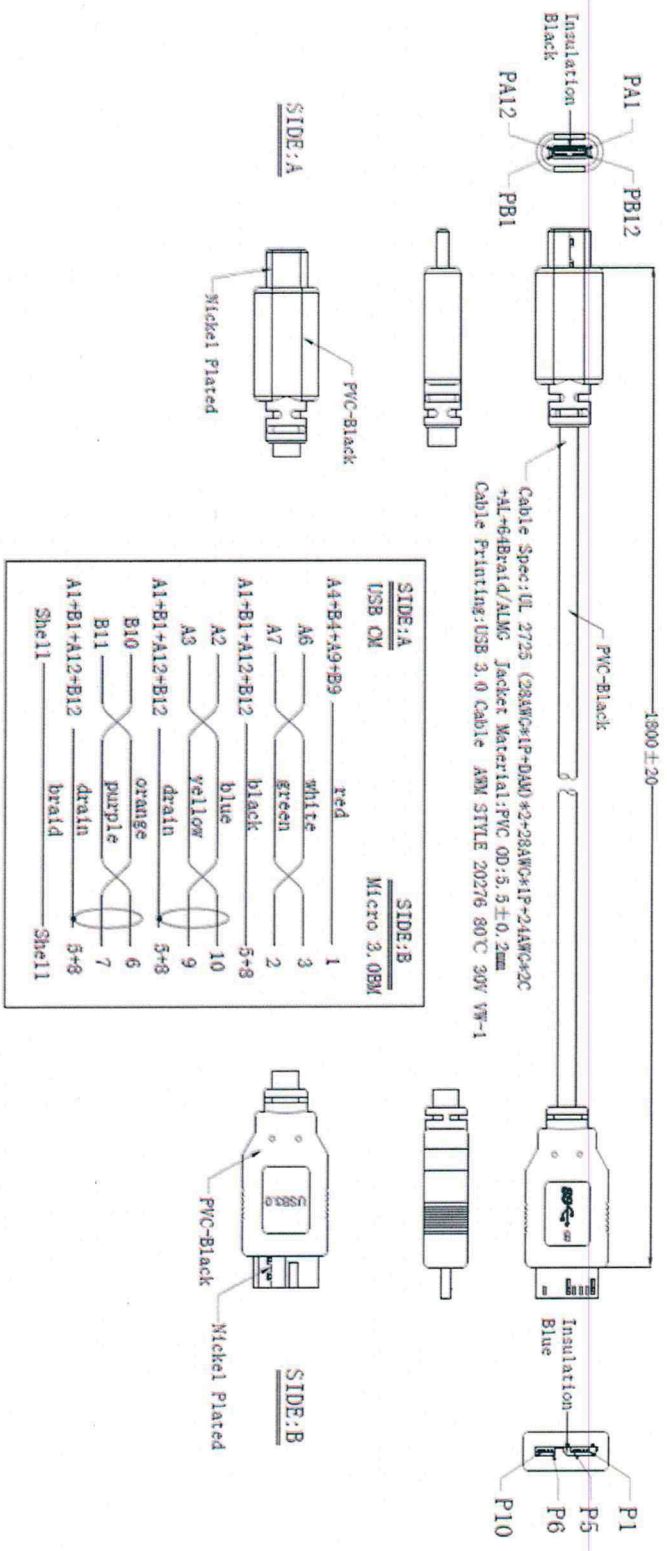 1800±20
PA1
PB12
Insulation
Black
PA12
PB1
PVC-Black
Insulation
Blue
P1
P5
P6
P10
Cable Spec:UL 2725 (28AWG*1P+DAM)*2+28AWG*1P+24AWG*2C
+AL+64Braid/ALMG Jacket Material:PVC OD:5.5±0.2mm
Cable Printing:USB 3.0 Cable AWM STYLE 20276 80℃ 30V VW-1
SIDE:A
PVC-Black
Nickel Plated
PVC-Black
Nickel Plated
SIDE:B
SIDE:A SIDE:B
USB CM Micro 3.0BM
A4+B4+A9+B9 red 1
A6 white 3
A7 green 2
A1+B1+A12+B12 black 5+8
A2 blue 10
A3 yellow 9
A1+B1+A12+B12 drain 5+8
B10 orange 6
B11 purple 7
A1+B1+A12+B12 drain 5+8
Shell braid Shell